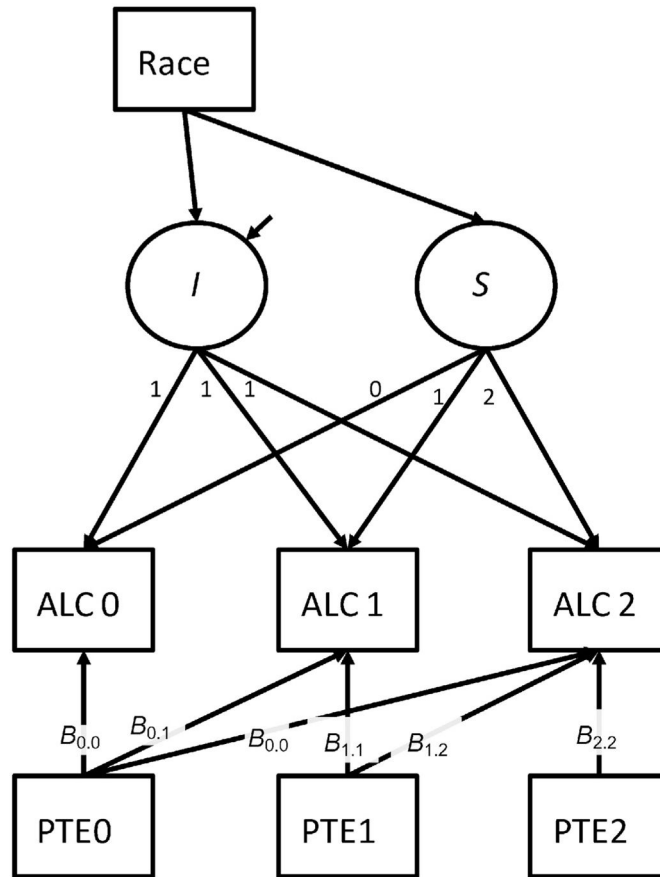 Race
I
S
1 1 1 0 1 2
ALC 0
ALC 1
ALC 2
B0.0 B0.1 B0.0 B1.1 B1.2 B2.2
PTE0
PTE1
PTE2